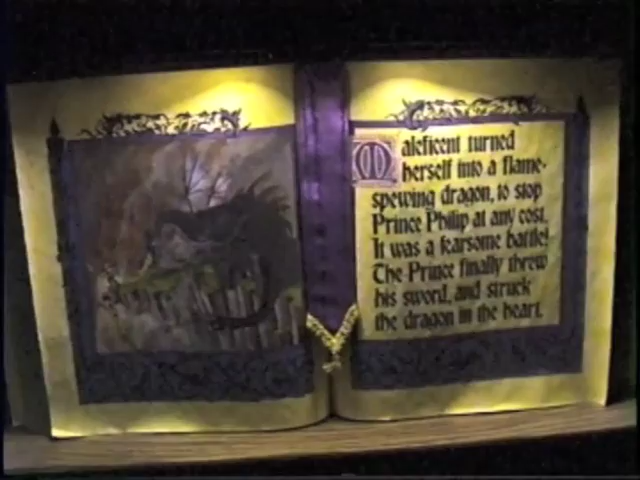 Maleficent turned
herself into a flame-
spewing dragon, to stop
Prince Philip at any cost.
It was a fearsome battle!
The Prince finally threw
his sword, and struck
the dragon in the heart.